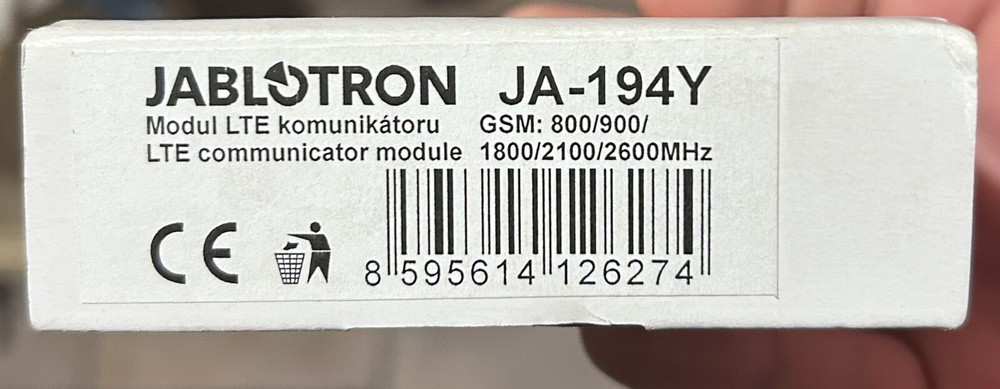 JABLOTRON JA-194Y
Modul LTE komunikátoru GSM: 800/900/
LTE communicator module 1800/2100/2600MHz
CE
8 595614 126274